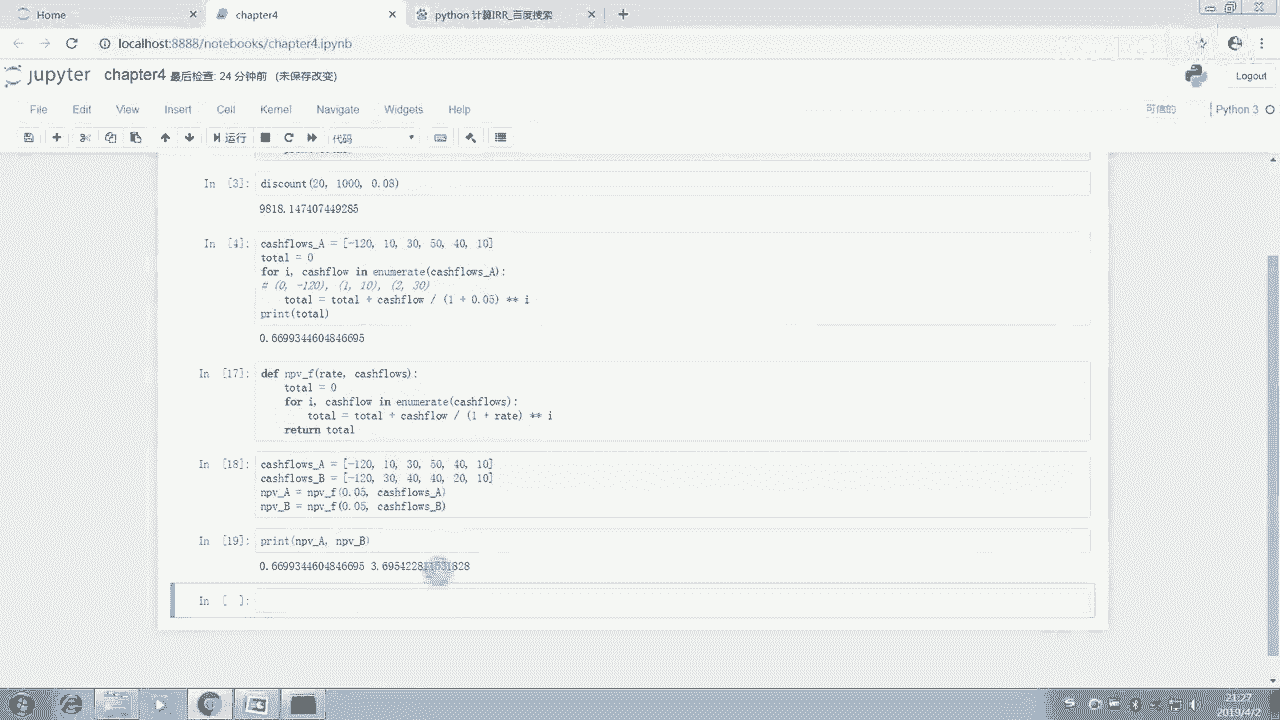 Home
chapter4
python 计算IRR_百度搜索
localhost:8888/notebooks/chapter4.ipynb
jupyter chapter4 最后检查: 24 分钟前 (未保存改变)
Logout
File Edit View Insert Cell Kernel Navigate Widgets Help
可信的 Python 3
运行 代码
In [3]: discount(20, 1000, 0.08)
9818.147407449285
In [4]: cashflows_A = [-120, 10, 30, 50, 40, 10]
total = 0
for i, cashflow in enumerate(cashflows_A):
# (0, -120), (1, 10), (2, 30)
total = total + cashflow / (1 + 0.05) ** i
print(total)
0.6699344604846695
In [17]: def npv_f(rate, cashflows):
total = 0
for i, cashflow in enumerate(cashflows):
total = total + cashflow / (1 + rate) ** i
return total
In [18]: cashflows_A = [-120, 10, 30, 50, 40, 10]
cashflows_B = [-120, 30, 40, 40, 20, 10]
npv_A = npv_f(0.05, cashflows_A)
npv_B = npv_f(0.05, cashflows_B)
In [19]: print(npv_A, npv_B)
0.6699344604846695
In [ ]:
21:27